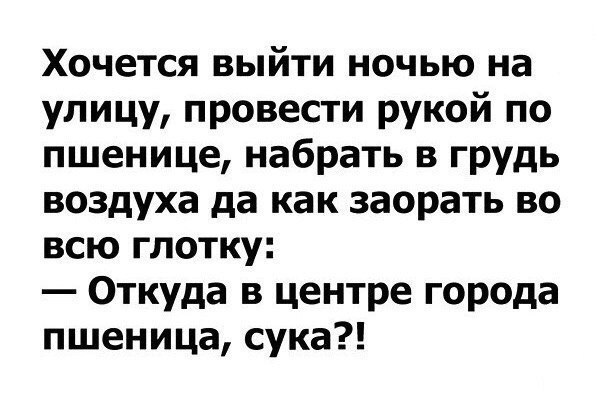 Хочется выйти ночью на
улицу, провести рукой по
пшенице, набрать в грудь
воздуха да как заорать во
всю глотку:
— Откуда в центре города
пшеница, сука?!